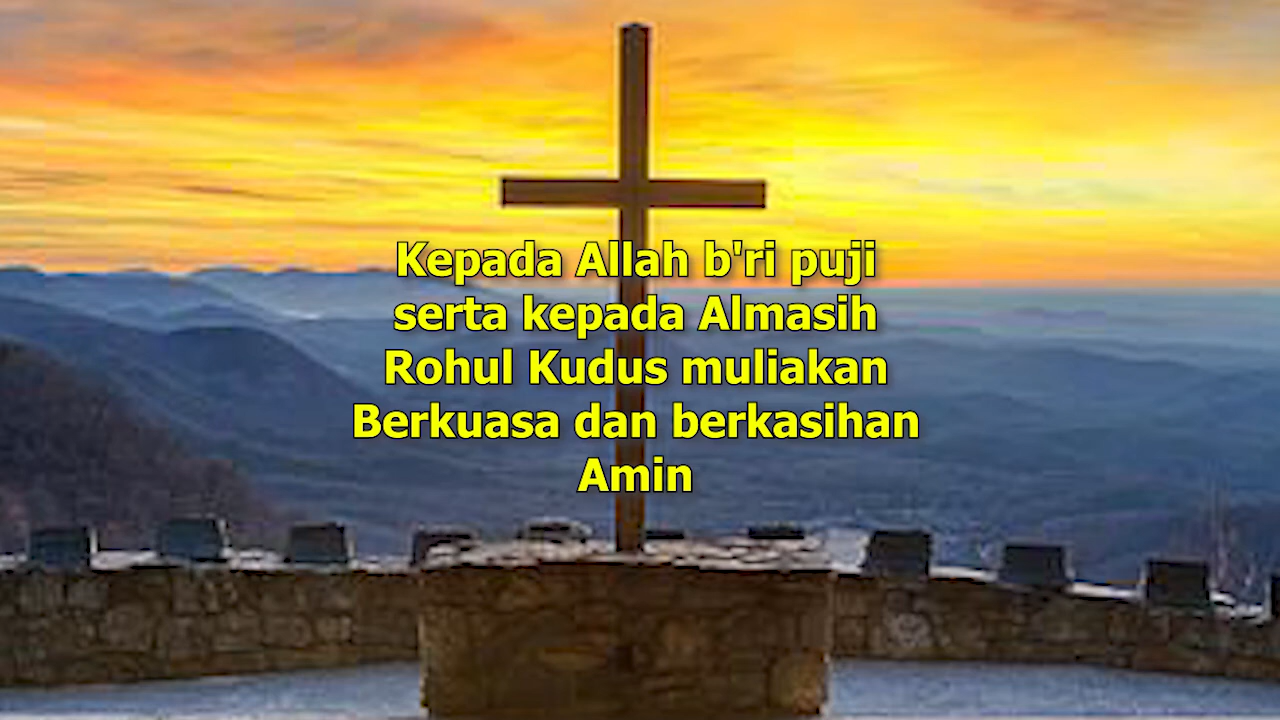 Kepada Allah b'ri puji
serta kepada Almasih
Rohul Kudus muliakan
Berkuasa dan berkasihan
Amin